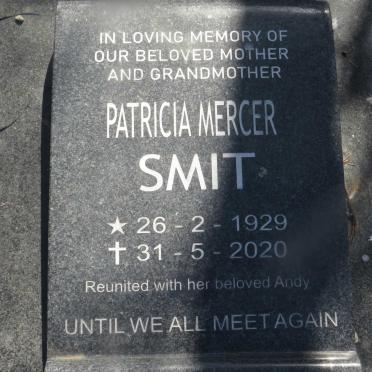 IN LOVING MEMORY OF
OUR BELOVED MOTHER
AND GRANDMOTHER
PATRICIA MERCER
SMIT
★ 26 - 2 - 1929
✝ 31 - 5 - 2020
Reunited with her beloved Andy
UNTIL WE ALL MEET AGAIN